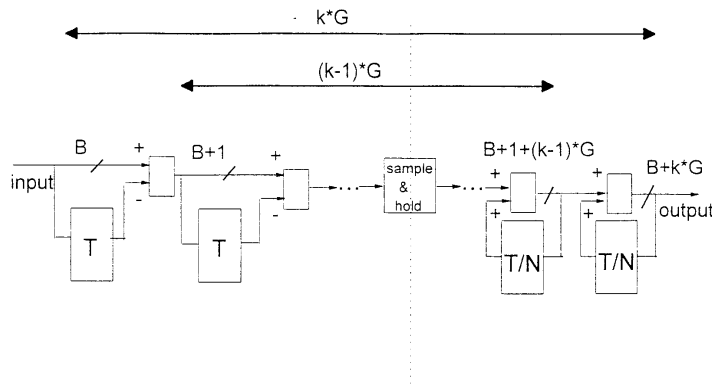 k*G
(k-1)*G
B
+
B+1
+
sample
&
hold
B+1+(k-1)*G
B+k*G
+
+
input
-
-
+
+
output
T
T
T/N
T/N